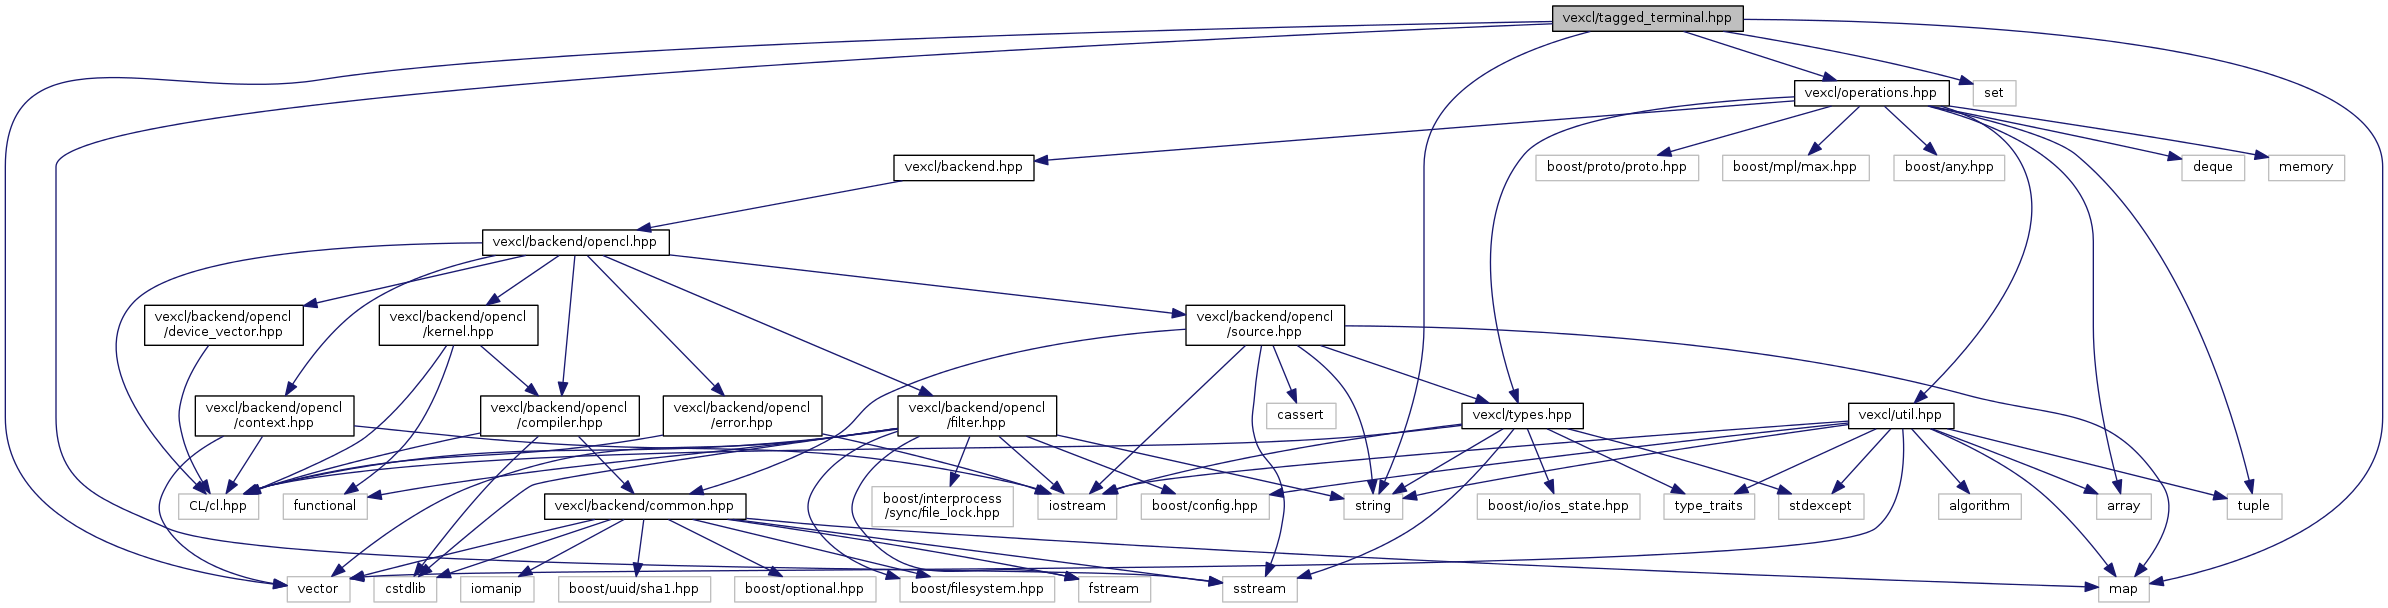 vexcl/tagged_terminal.hpp
vexcl/operations.hpp
set
vexcl/backend.hpp
boost/proto/proto.hpp
boost/mpl/max.hpp
boost/any.hpp
deque
memory
vexcl/backend/opencl.hpp
vexcl/backend/opencl
/device_vector.hpp
vexcl/backend/opencl
/kernel.hpp
vexcl/backend/opencl
/source.hpp
vexcl/backend/opencl
/context.hpp
vexcl/backend/opencl
/compiler.hpp
vexcl/backend/opencl
/error.hpp
vexcl/backend/opencl
/filter.hpp
cassert
vexcl/types.hpp
vexcl/util.hpp
CL/cl.hpp
functional
vexcl/backend/common.hpp
boost/interprocess
/sync/file_lock.hpp
iostream
boost/config.hpp
string
boost/io/ios_state.hpp
type_traits
stdexcept
algorithm
array
tuple
vector
cstdlib
iomanip
boost/uuid/sha1.hpp
boost/optional.hpp
boost/filesystem.hpp
fstream
sstream
map